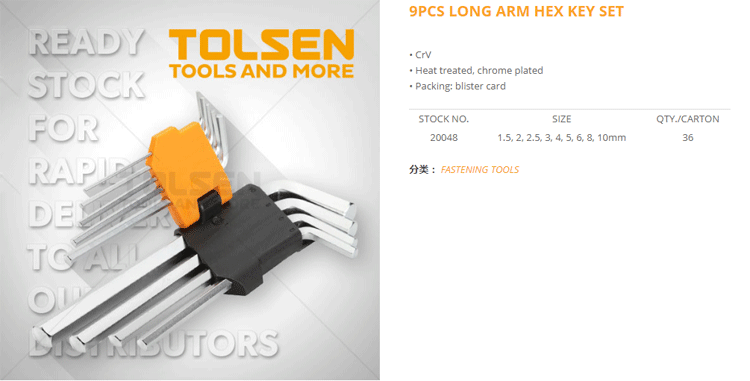 READY
STOCK
FOR
RAPID
DELIVER
TO ALL
OUR
DISTRIBUTORS
TOLSEN
TOOLS AND MORE
TOLSEN
9PCS LONG ARM HEX KEY SET
• CrV
• Heat treated, chrome plated
• Packing: blister card
STOCK NO. SIZE QTY./CARTON
20048 1.5, 2, 2.5, 3, 4, 5, 6, 8, 10mm 36
分类： FASTENING TOOLS